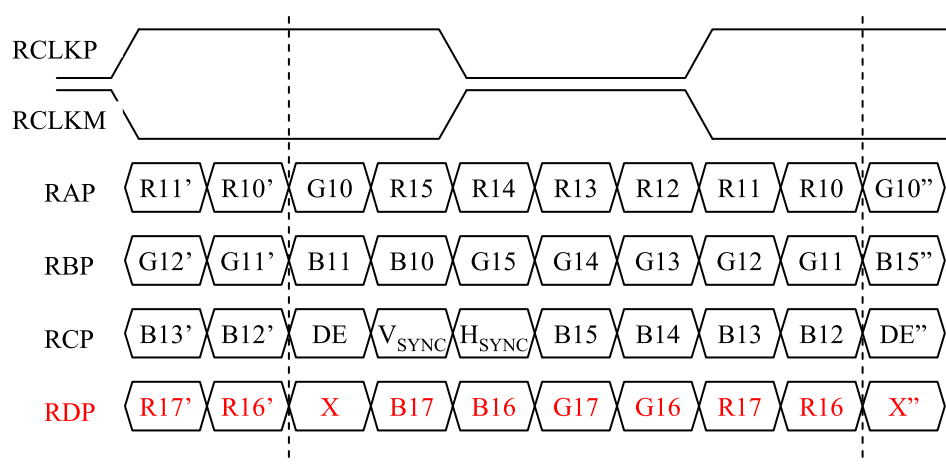 RCLKP
RCLKM
RAP R11’ R10’ G10 R15 R14 R13 R12 R11 R10 G10”
RBP G12’ G11’ B11 B10 G15 G14 G13 G12 G11 B15”
RCP B13’ B12’ DE VSYNC HSYNC B15 B14 B13 B12 DE”
RDP R17’ R16’ X B17 B16 G17 G16 R17 R16 X”